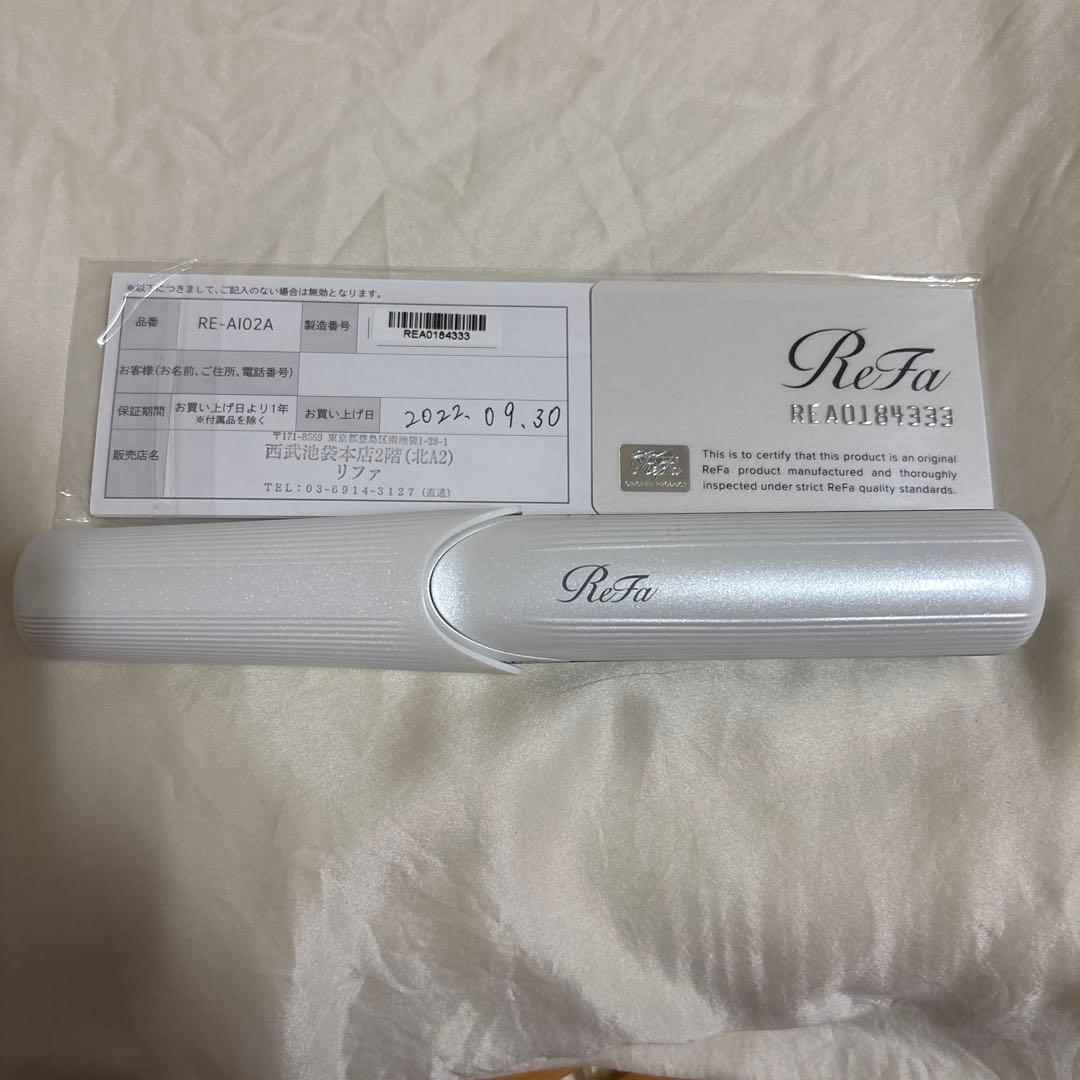 ※以下につきまして、ご記入のない場合は無効となります。
品番 RE-AI02A 製造番号 REA0184333
お客様(お名前、ご住所、電話番号)
保証期間 お買い上げ日より1年 ※付属品を除く お買い上げ日 2022.09.30
販売店名
〒171-8569 東京都豊島区南池袋1-28-1
西武池袋本店2階(北A2)
リファ
TEL:03-6914-3127(直通)
ReFa
REA0184333
ReFa
This is to certify that this product is an original
ReFa product manufactured and thoroughly
inspected under strict ReFa quality standards.
ReFa